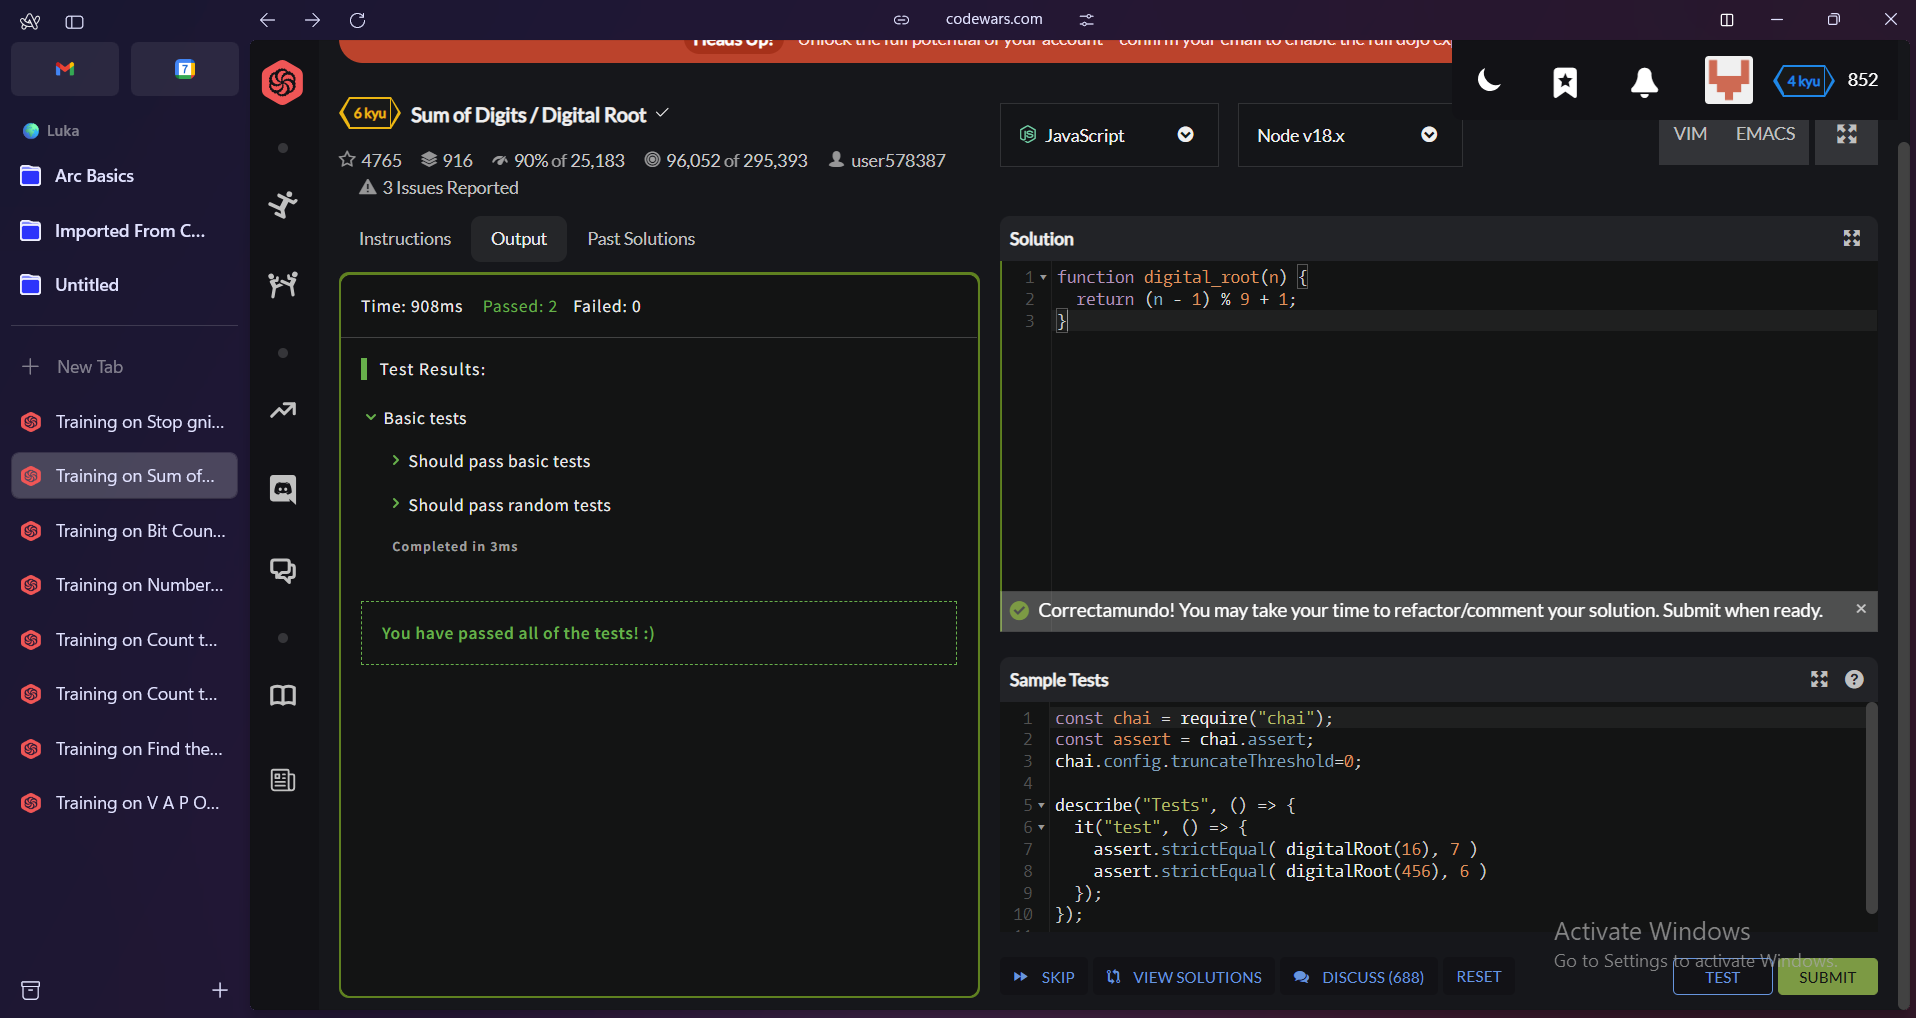 codewars.com
7
Luka
Arc Basics
Imported From C...
Untitled
New Tab
Training on Stop gni...
Training on Sum of...
Training on Bit Coun...
Training on Number...
Training on Count t...
Training on Count t...
Training on Find the...
Training on V A P O...
Heads Up! Unlock the full potential of your account confirm your email to enable the full dojo ex
4 kyu 852
6 kyu Sum of Digits / Digital Root
4765 916 90% of 25,183 96,052 of 295,393 user578387
3 Issues Reported
JavaScript
Node v18.x
VIM EMACS
Instructions Output Past Solutions
Time: 908ms Passed: 2 Failed: 0
Test Results:
Basic tests
Should pass basic tests
Should pass random tests
Completed in 3ms
You have passed all of the tests! :)
Solution
1 function digital_root(n) {
2 return (n - 1) % 9 + 1;
3 }
Correctamundo! You may take your time to refactor/comment your solution. Submit when ready. ×
Sample Tests ?
1 const chai = require("chai");
2 const assert = chai.assert;
3 chai.config.truncateThreshold=0;
4
5 describe("Tests", () => {
6 it("test", () => {
7 assert.strictEqual( digitalRoot(16), 7 )
8 assert.strictEqual( digitalRoot(456), 6 )
9 });
10 });
Activate Windows
Go to Settings to activate Windows.
SKIP VIEW SOLUTIONS DISCUSS (688) RESET TEST SUBMIT